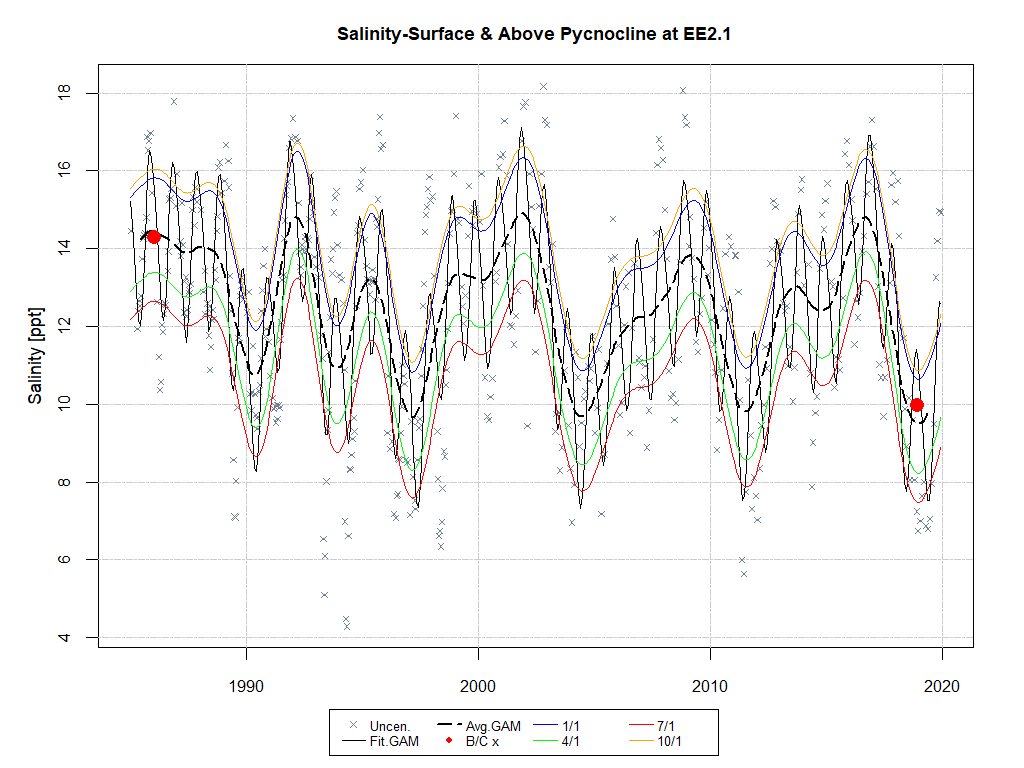 Salinity-Surface & Above Pycnocline at EE2.1
Salinity [ppt]
18
16
14
12
10
8
6
4
1990 2000 2010 2020
Uncen. Avg.GAM 1/1 7/1
Fit.GAM B/C x 4/1 10/1